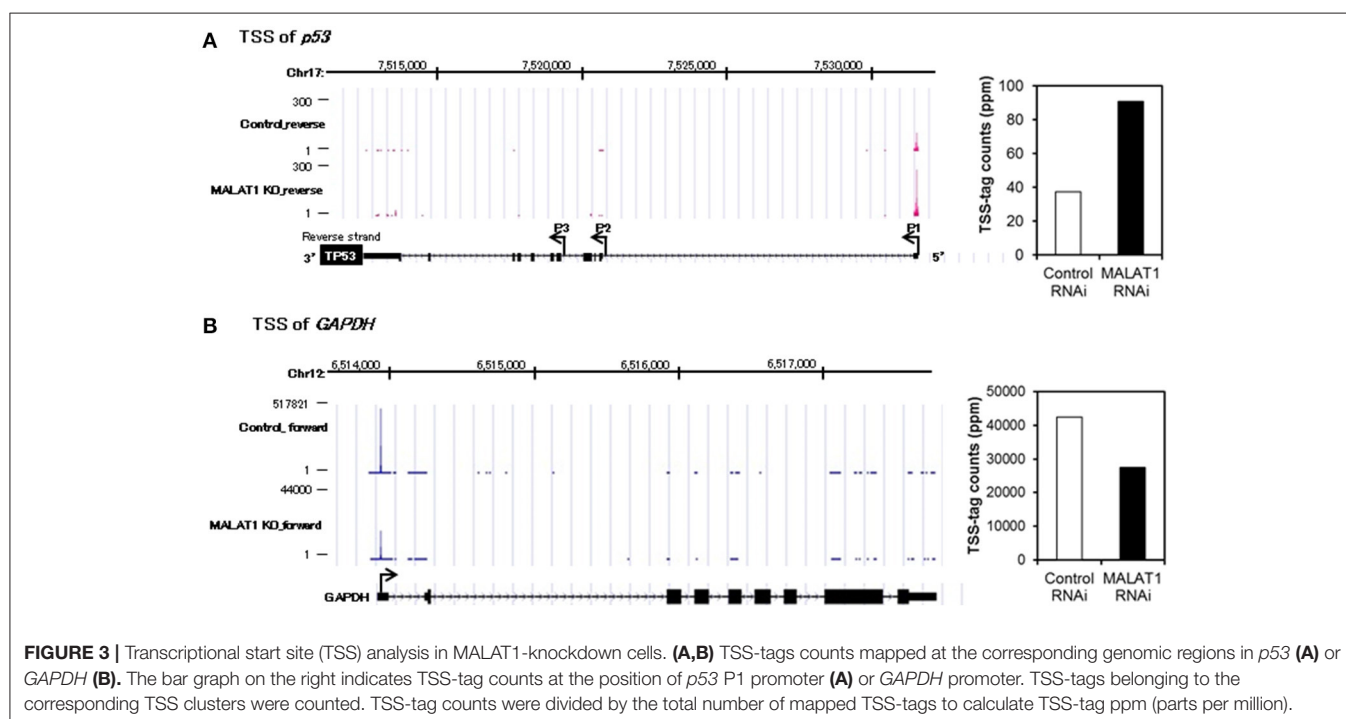 A TSS of p53
Chr17: 7,515,000 7,520,000 7,525,000 7,530,000
300
Control_reverse
1
300
MALAT1 KD_reverse
1
Reverse strand
P3 P2 P1
3' TP53 5'
TSS-tag counts (ppm)
100
80
60
40
20
0
Control RNAi
MALAT1 RNAi
B TSS of GAPDH
Chr12: 6,514,000 6,515,000 6,516,000 6,517,000
517821
Control_ forward
1
44000
MALAT1 KD_forward
1
GAPDH
TSS-tag counts (ppm)
50000
40000
30000
20000
10000
0
Control RNAi
MALAT1 RNAi
FIGURE 3 | Transcriptional start site (TSS) analysis in MALAT1-knockdown cells. (A,B) TSS-tags counts mapped at the corresponding genomic regions in p53 (A) or
GAPDH (B). The bar graph on the right indicates TSS-tag counts at the position of p53 P1 promoter (A) or GAPDH promoter. TSS-tags belonging to the
corresponding TSS clusters were counted. TSS-tag counts were divided by the total number of mapped TSS-tags to calculate TSS-tag ppm (parts per million).